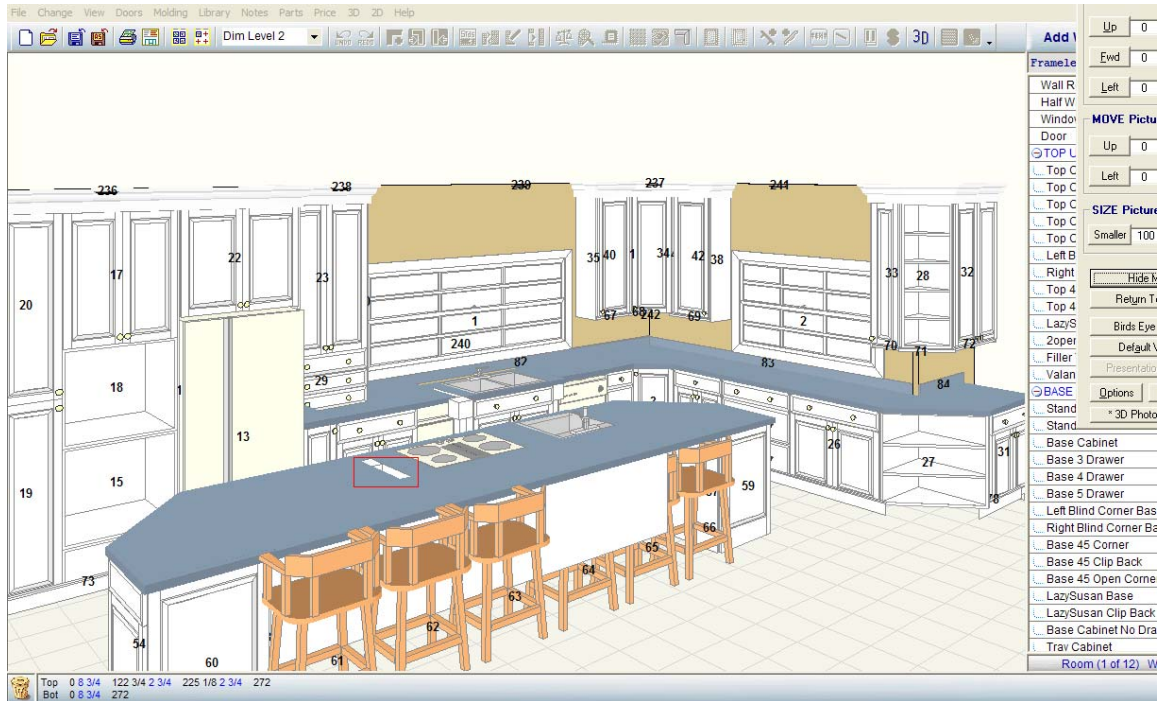 File Change View Doors Molding Library Notes Parts Price 3D 2D Help
Dim Level 2
3D
Add
Up 0
Fwd 0
Left 0
MOVE Pictu
Up 0
Left 0
SIZE Picture
Smaller 100
Hide M
Return T
Birds Eye
Default V
Presentatio
Options
* 3D Photo
Framele
Wall R
Half W
Windo
Door
TOP U
Top C
Top C
Top C
Top C
Top C
Left B
Right
Top 4
Top 4
LazyS
2oper
Filler
Valan
BASE
Stand
Stand
Base Cabinet
Base 3 Drawer
Base 4 Drawer
Base 5 Drawer
Left Blind Corner Bas
Right Blind Corner Ba
Base 45 Corner
Base 45 Clip Back
Base 45 Open Corne
LazySusan Base
LazySusan Clip Back
Base Cabinet No Dra
Tray Cabinet
Room (1 of 12) W
236 238 239 237 241
17 22 23 35 40 1 34 42 38 33 28 32
20 1 67 68 242 69 2
240 70 71 72
18 29 82 83 84
13 26 27 31
19 15 59
73 66
65
64
63
54 62
60 61
Top 0 8 3/4 122 3/4 2 3/4 225 1/8 2 3/4 272
Bot 0 8 3/4 272